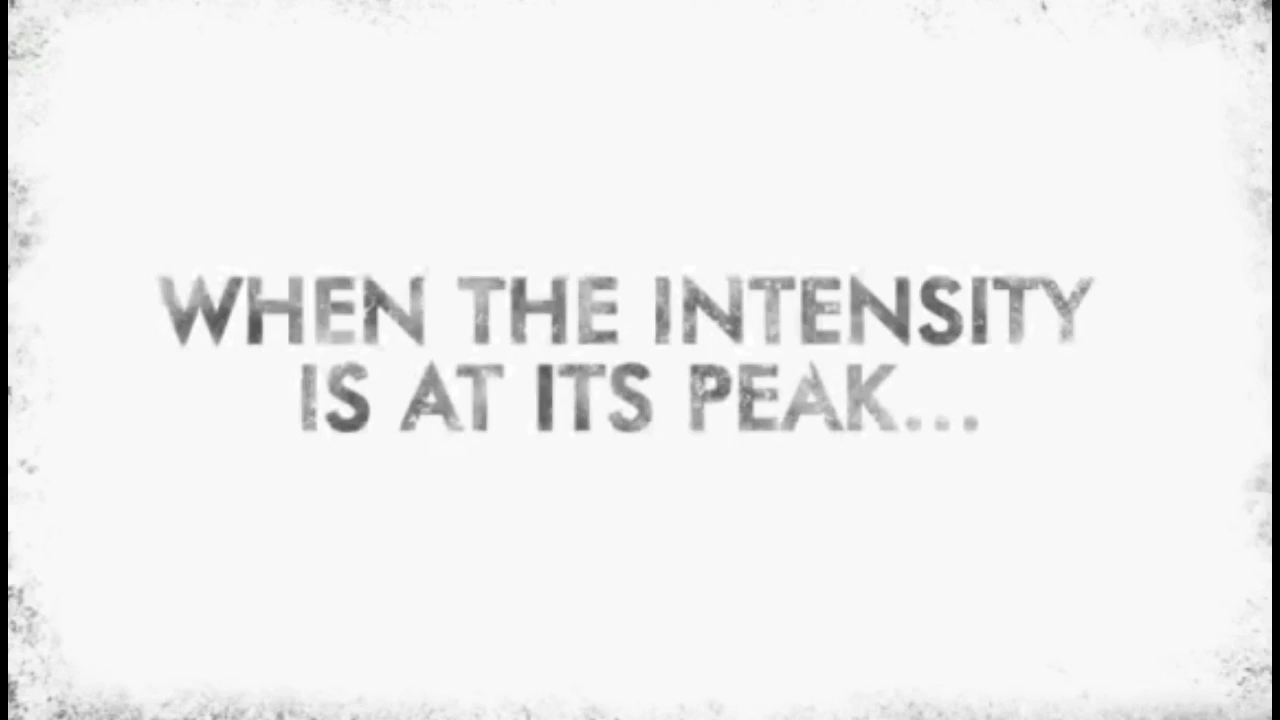 WHEN THE INTENSITY
IS AT ITS PEAK...